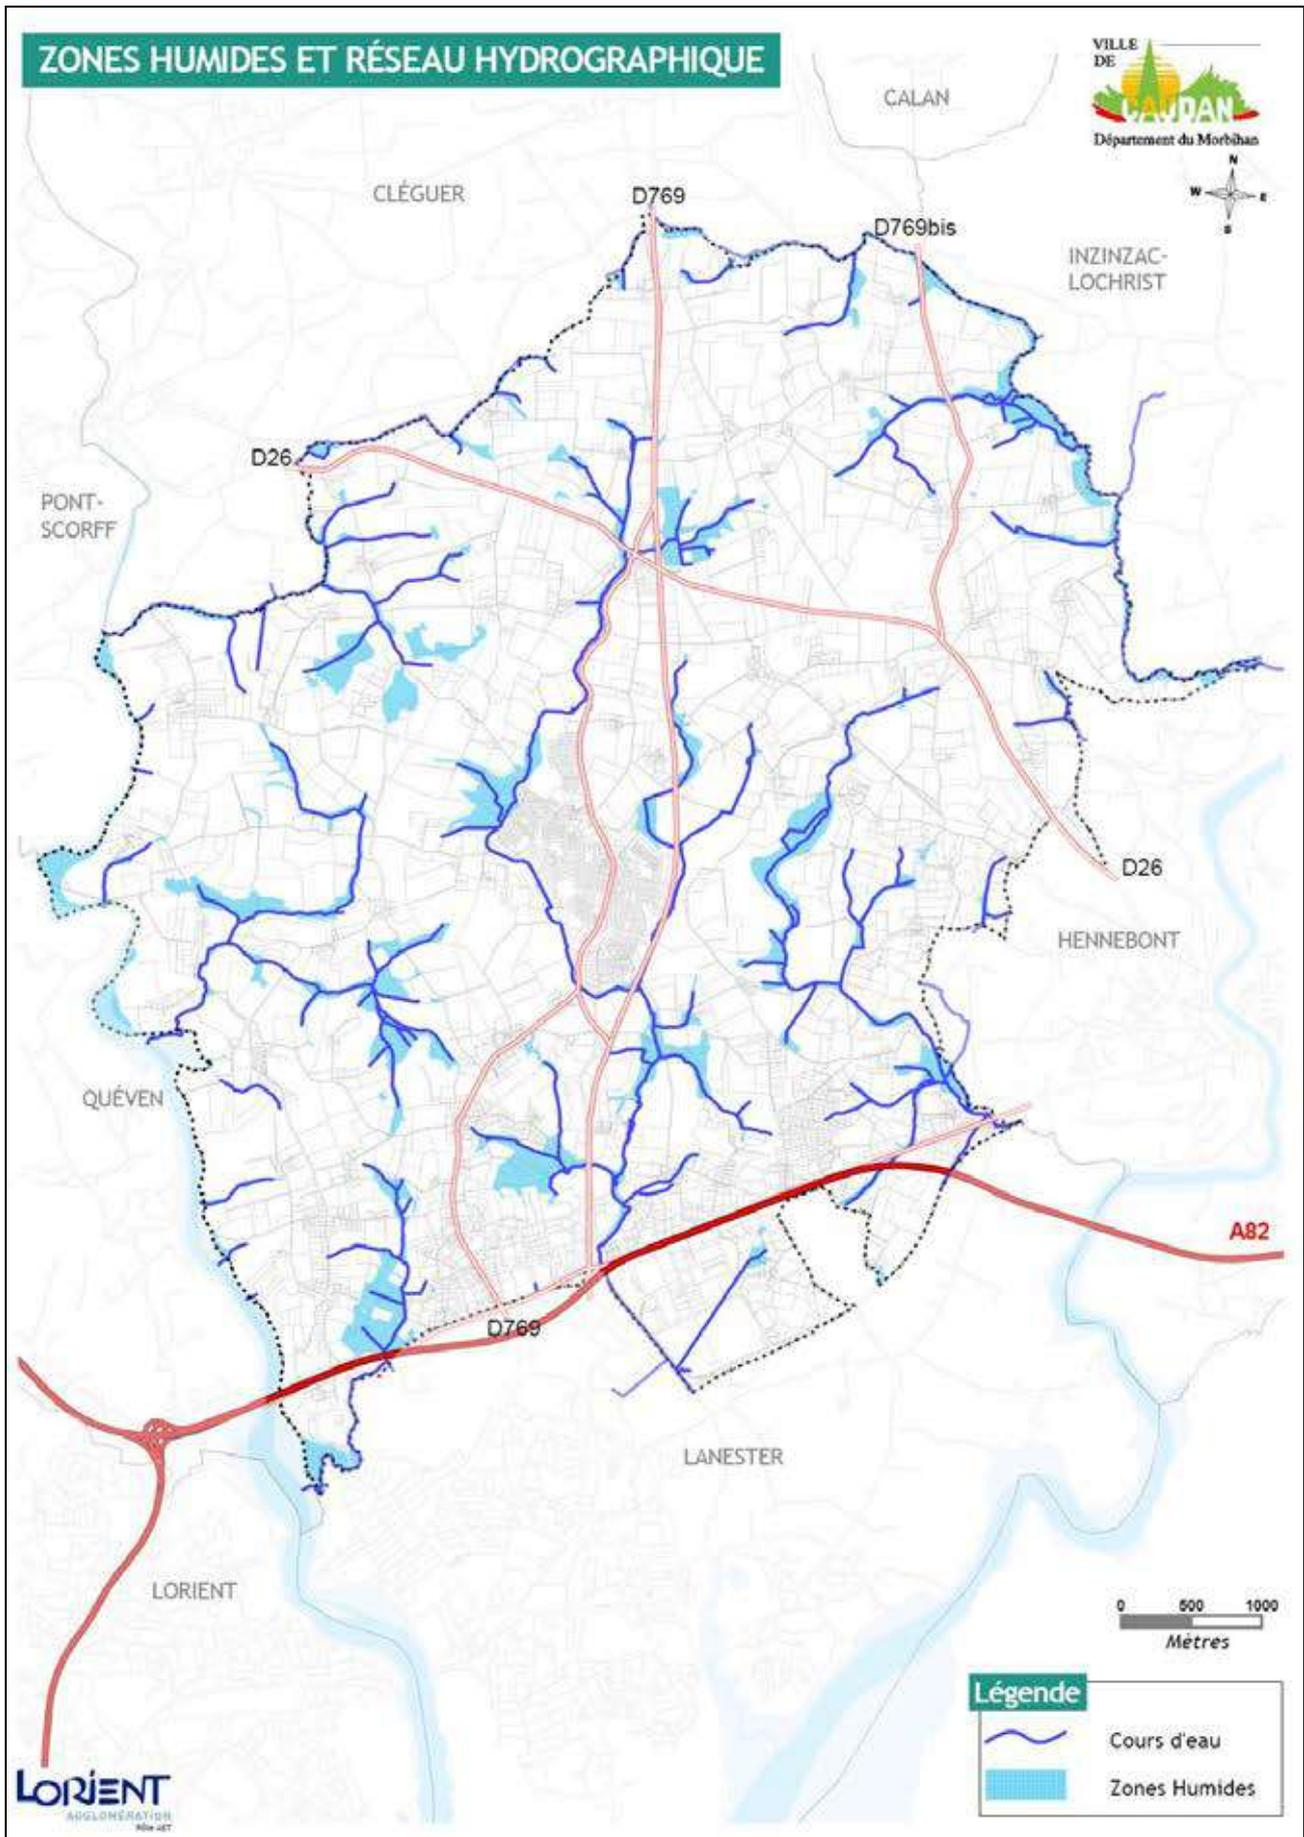 ZONES HUMIDES ET RÉSEAU HYDROGRAPHIQUE
VILLE
DE
CAUDAN
Département du Morbihan
N
W
E
S
CALAN
CLÉGUER
D769
D769bis
INZINZAC-
LOCHRIST
D26
PONT-
SCORFF
D26
HENNEBONT
QUÉVEN
A82
D769
LANESTER
LORIENT
0 500 1000
Mètres
Légende
Cours d'eau
Zones Humides
LORIENT
AGGLOMÉRATION